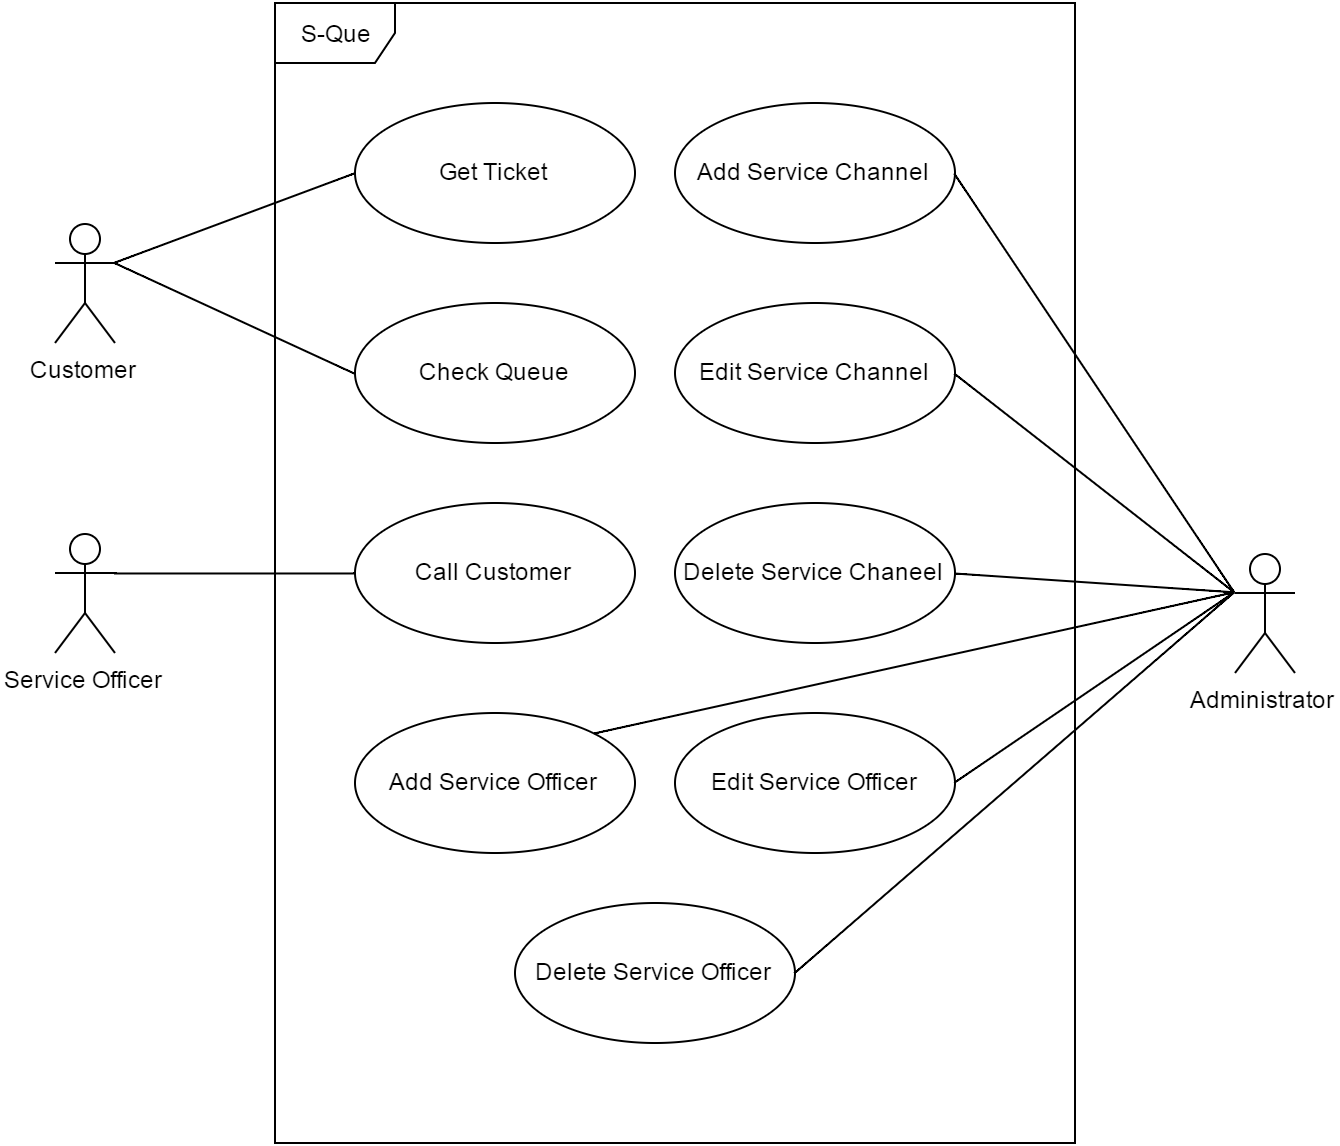 S-Que
Get Ticket
Add Service Channel
Customer
Check Queue
Edit Service Channel
Call Customer
Delete Service Chaneel
Service Officer
Administrator
Add Service Officer
Edit Service Officer
Delete Service Officer